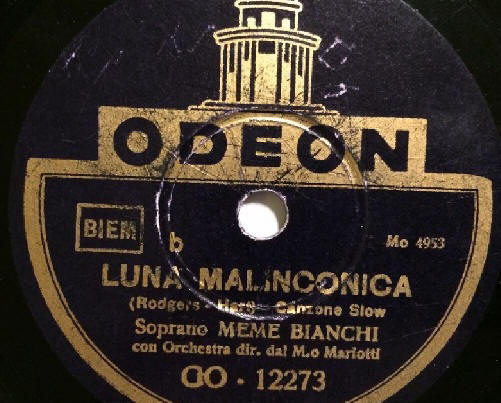 ODEON
BIEM b Mo 4953
LUNA MALINCONICA
(Rodgers - Hart) - Canzone Slow
Soprano MEME BIANCHI
con Orchestra dir. dal M.o Mariotti
GO - 12273